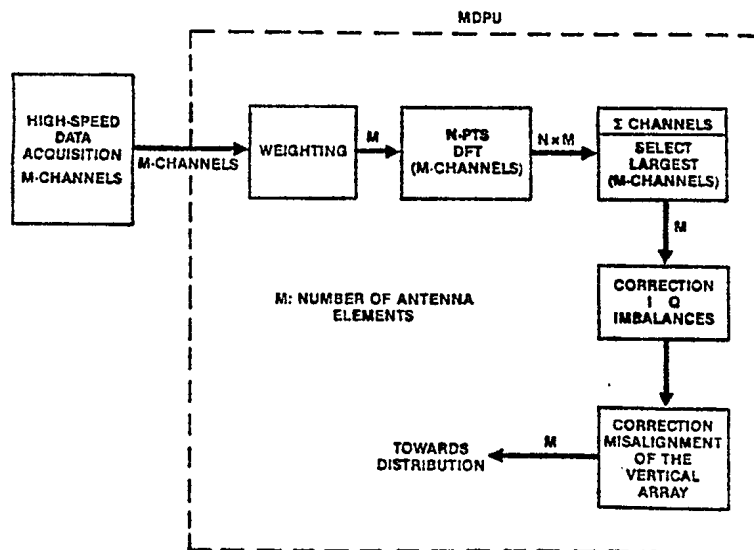 MDPU
HIGH-SPEED
DATA
ACQUISITION
M-CHANNELS
M-CHANNELS
WEIGHTING
M
N-PTS
DFT
(M-CHANNELS)
N×M
Σ CHANNELS
SELECT
LARGEST
(M-CHANNELS)
M
M: NUMBER OF ANTENNA
ELEMENTS
CORRECTION
I Q
IMBALANCES
TOWARDS
DISTRIBUTION
M
CORRECTION
MISALIGNMENT
OF THE
VERTICAL
ARRAY